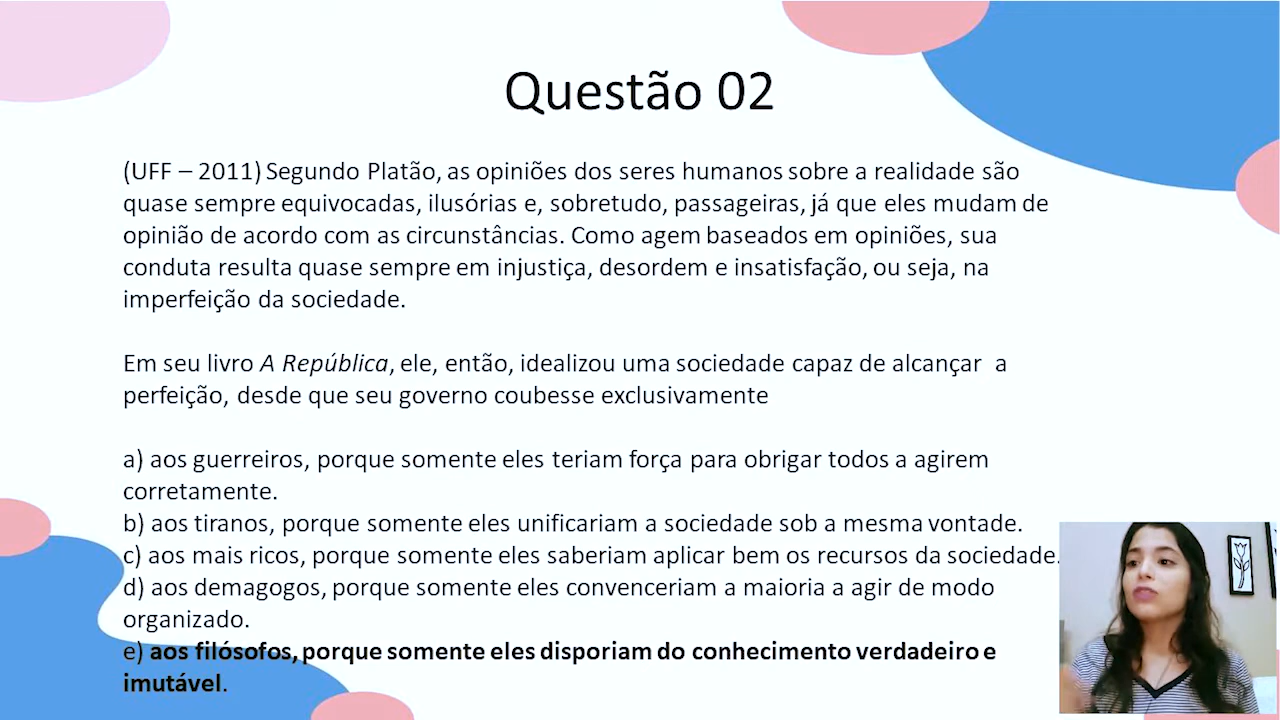 Questão 02
(UFF – 2011) Segundo Platão, as opiniões dos seres humanos sobre a realidade são
quase sempre equivocadas, ilusórias e, sobretudo, passageiras, já que eles mudam de
opinião de acordo com as circunstâncias. Como agem baseados em opiniões, sua
conduta resulta quase sempre em injustiça, desordem e insatisfação, ou seja, na
imperfeição da sociedade.
Em seu livro A República, ele, então, idealizou uma sociedade capaz de alcançar a
perfeição, desde que seu governo coubesse exclusivamente
a) aos guerreiros, porque somente eles teriam força para obrigar todos a agirem
corretamente.
b) aos tiranos, porque somente eles unificariam a sociedade sob a mesma vontade.
c) aos mais ricos, porque somente eles saberiam aplicar bem os recursos da sociedade.
d) aos demagogos, porque somente eles convenceriam a maioria a agir de modo
organizado.
e) aos filósofos, porque somente eles disporiam do conhecimento verdadeiro e
imutável.